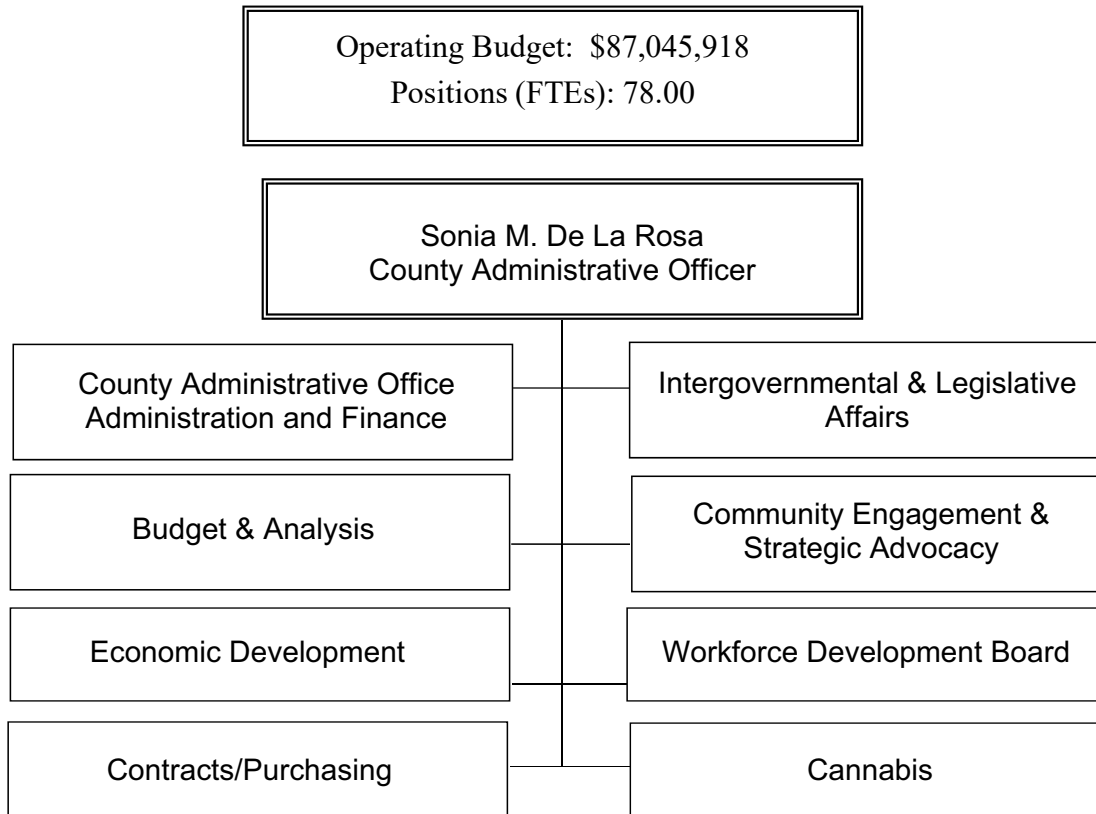 Operating Budget: $87,045,918
Positions (FTEs): 78.00
Sonia M. De La Rosa
County Administrative Officer
County Administrative Office
Administration and Finance
Intergovernmental & Legislative
Affairs
Budget & Analysis
Community Engagement &
Strategic Advocacy
Economic Development
Workforce Development Board
Contracts/Purchasing
Cannabis